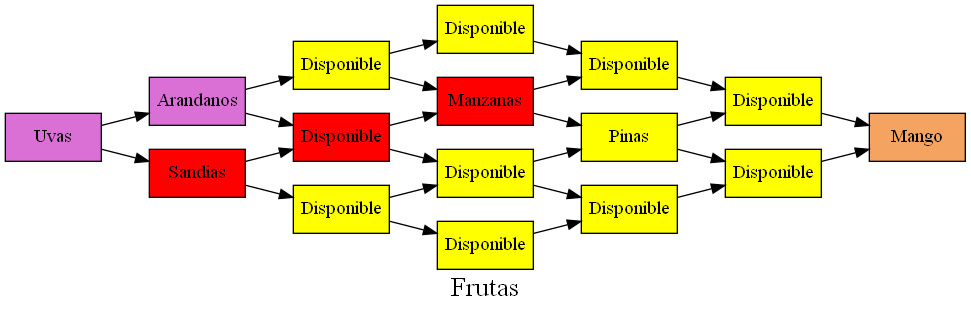 Uvas
Arandanos
Sandias
Disponible
Disponible
Disponible
Disponible
Manzanas
Disponible
Disponible
Disponible
Pinas
Disponible
Disponible
Disponible
Mango
Frutas